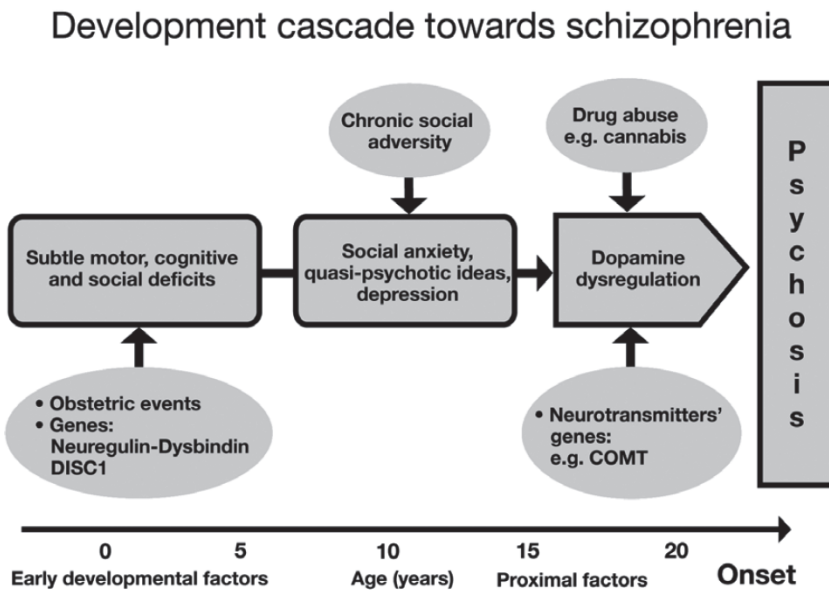 Development cascade towards schizophrenia
Chronic social
adversity
Drug abuse
e.g. cannabis
Subtle motor, cognitive
and social deficits
Social anxiety,
quasi-psychotic ideas,
depression
Dopamine
dysregulation
Psychosis
• Obstetric events
• Genes:
Neuregulin-Dysbindin
DISC1
• Neurotransmitters’
genes:
e.g. COMT
0 5 10 15 20
Early developmental factors Age (years) Proximal factors Onset